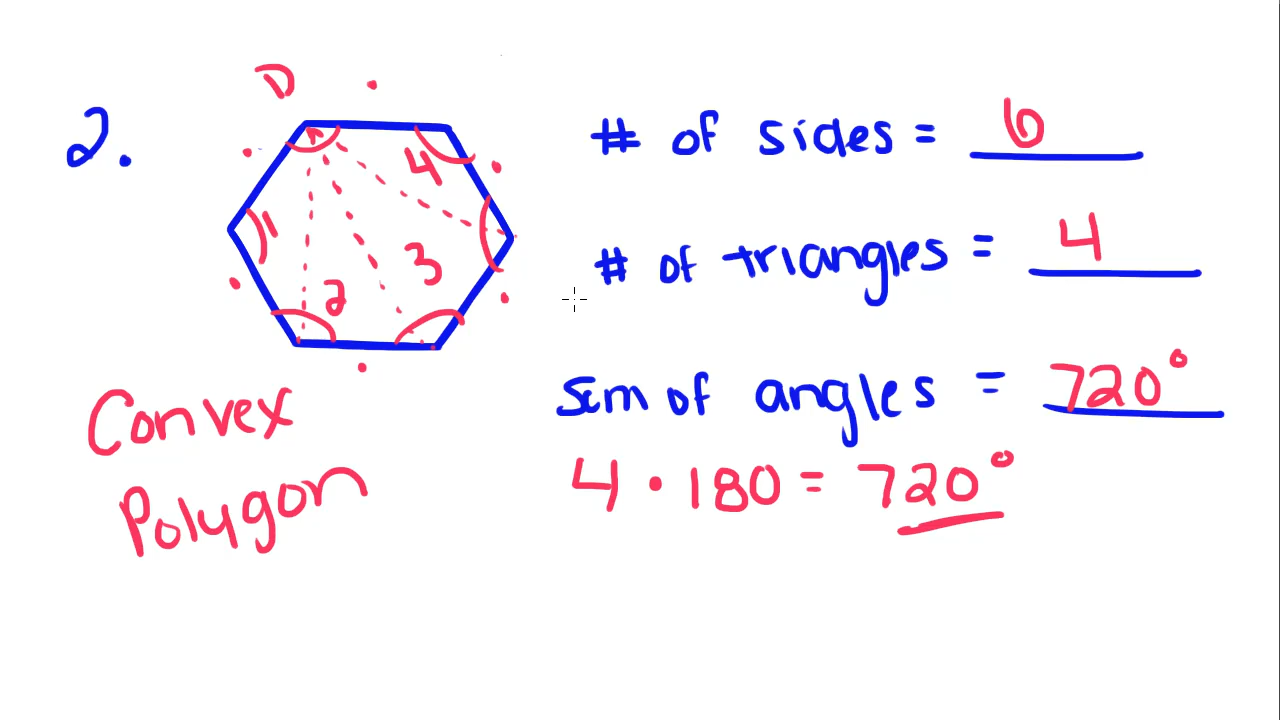 2.
D
1
2
3
4
Convex
Polygon
# of sides = 6
# of triangles = 4
sum of angles = 720°
4 · 180 = 720°